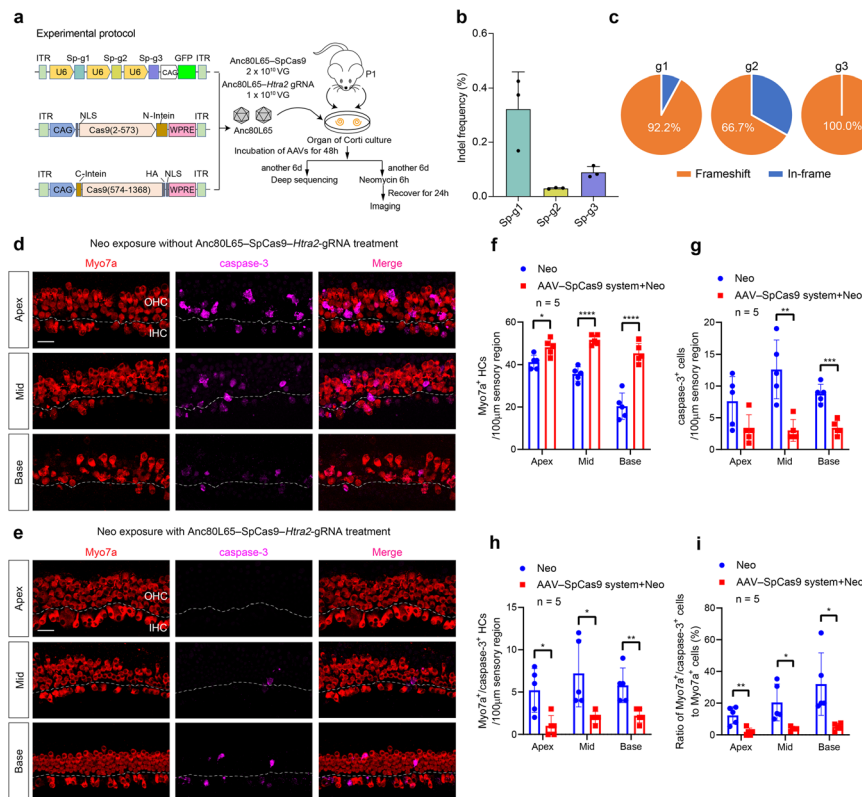 a
Experimental protocol
ITR Sp-g1 Sp-g2 Sp-g3 GFP ITR
U6 U6 U6 CAG
ITR NLS N-Intein ITR
CAG Cas9(2-573) WPRE
ITR C-Intein HA NLS ITR
CAG Cas9(574-1368) WPRE
Anc80L65–SpCas9
2 x 10¹⁰ VG
Anc80L65–Htra2 gRNA
1 x 10¹⁰ VG
Anc80L65
P1
Organ of Corti culture
Incubation of AAVs for 48h
another 6d
another 6d
Deep sequencing
Neomycin 6h
Recover for 24h
Imaging
b
Indel frequency (%)
0.6
0.4
0.2
0.0
Sp-g1
Sp-g2
Sp-g3
c
g1
g2
g3
92.2%
66.7%
100.0%
Frameshift
In-frame
d
Neo exposure without Anc80L65–SpCas9–Htra2-gRNA treatment
Myo7a caspase-3 Merge
Apex
OHC
IHC
Mid
Base
e
Neo exposure with Anc80L65–SpCas9–Htra2-gRNA treatment
Myo7a caspase-3 Merge
Apex
OHC
IHC
Mid
Base
f
Neo
AAV–SpCas9 system+Neo
n = 5
Myo7a⁺ HCs
/100μm sensory region
60
40
20
0
* **** ****
Apex Mid Base
g
Neo
AAV–SpCas9 system+Neo
n = 5
caspase-3⁺ cells
/100μm sensory region
20
15
10
5
0
** ***
Apex Mid Base
h
Neo
AAV–SpCas9 system+Neo
n = 5
Myo7a⁺/caspase-3⁺ HCs
/100μm sensory region
15
10
5
0
* * **
Apex Mid Base
i
Neo
AAV–SpCas9 system+Neo
n = 5
Ratio of Myo7a⁺/caspase-3⁺ cells
to Myo7a⁺ cells (%)
100
80
60
40
20
0
** * *
Apex Mid Base